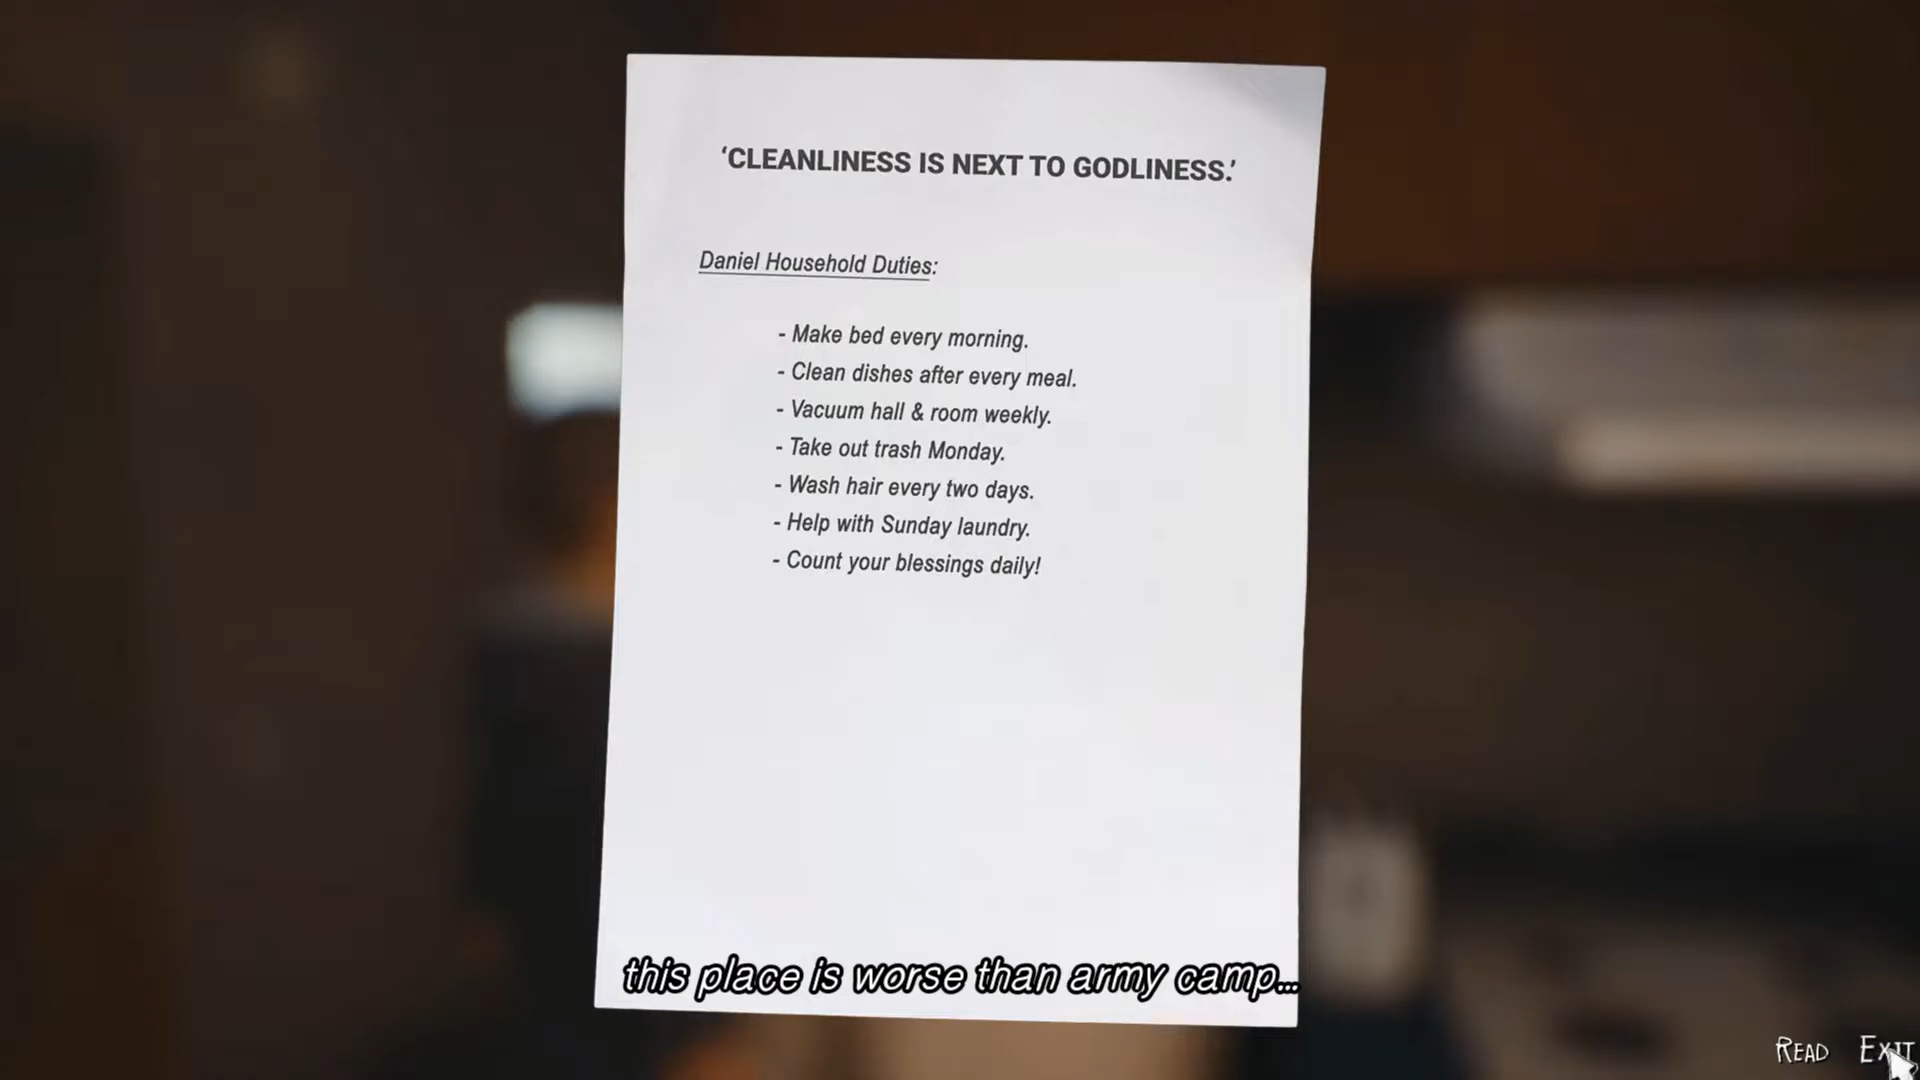 ‘CLEANLINESS IS NEXT TO GODLINESS.’
Daniel Household Duties:
- Make bed every morning.
- Clean dishes after every meal.
- Vacuum hall & room weekly.
- Take out trash Monday.
- Wash hair every two days.
- Help with Sunday laundry.
- Count your blessings daily!
this place is worse than army camp...
READ EXIT